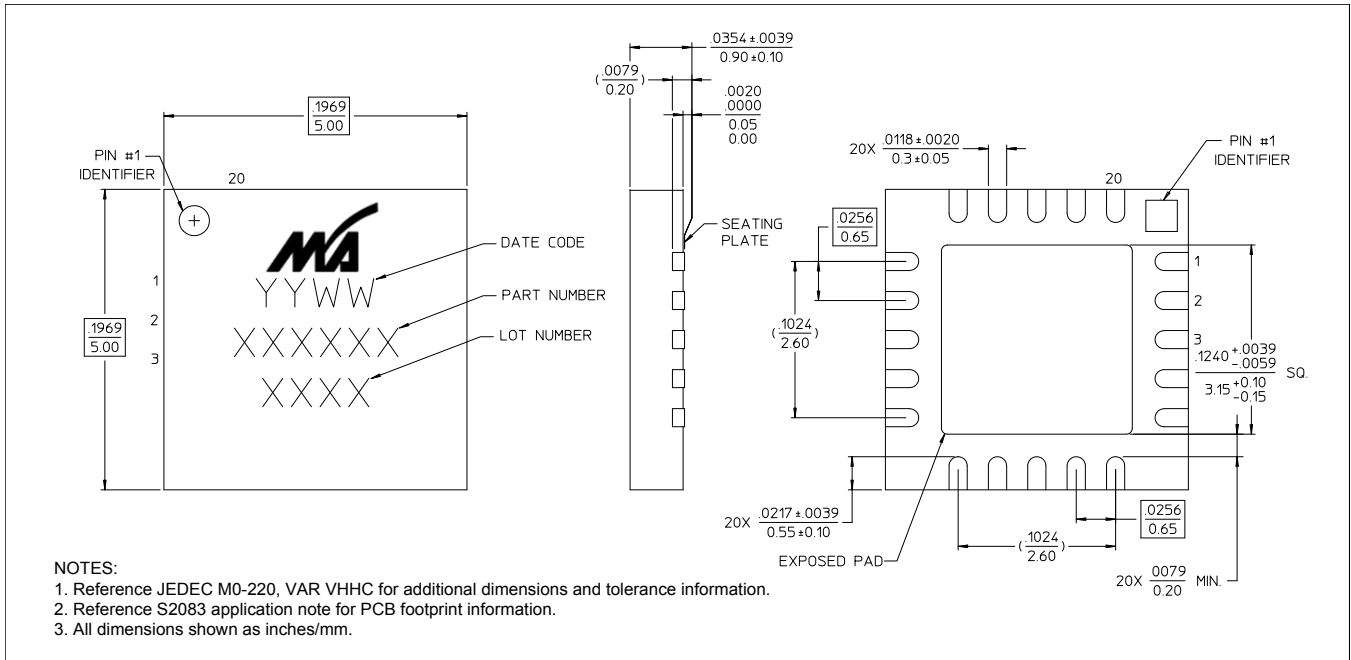 .1969
5.00
PIN #1
IDENTIFIER
20
.1969
5.00
1
2
3
MA
YYWW
XXXXXX
XXXX
DATE CODE
PART NUMBER
LOT NUMBER
.0354±.0039
0.90±0.10
(.0079)
0.20
.0020
.0000
0.05
0.00
SEATING
PLATE
20X .0118±.0020
0.3±0.05
20
PIN #1
IDENTIFIER
.0256
0.65
(.1024)
2.60
1
2
3
.1240 +.0039
-.0059
SQ.
3.15 +0.10
-0.15
20X .0217±.0039
0.55±0.10
EXPOSED PAD
(.1024)
2.60
.0256
0.65
20X .0079 MIN.
0.20
NOTES:
1. Reference JEDEC M0-220, VAR VHHC for additional dimensions and tolerance information.
2. Reference S2083 application note for PCB footprint information.
3. All dimensions shown as inches/mm.